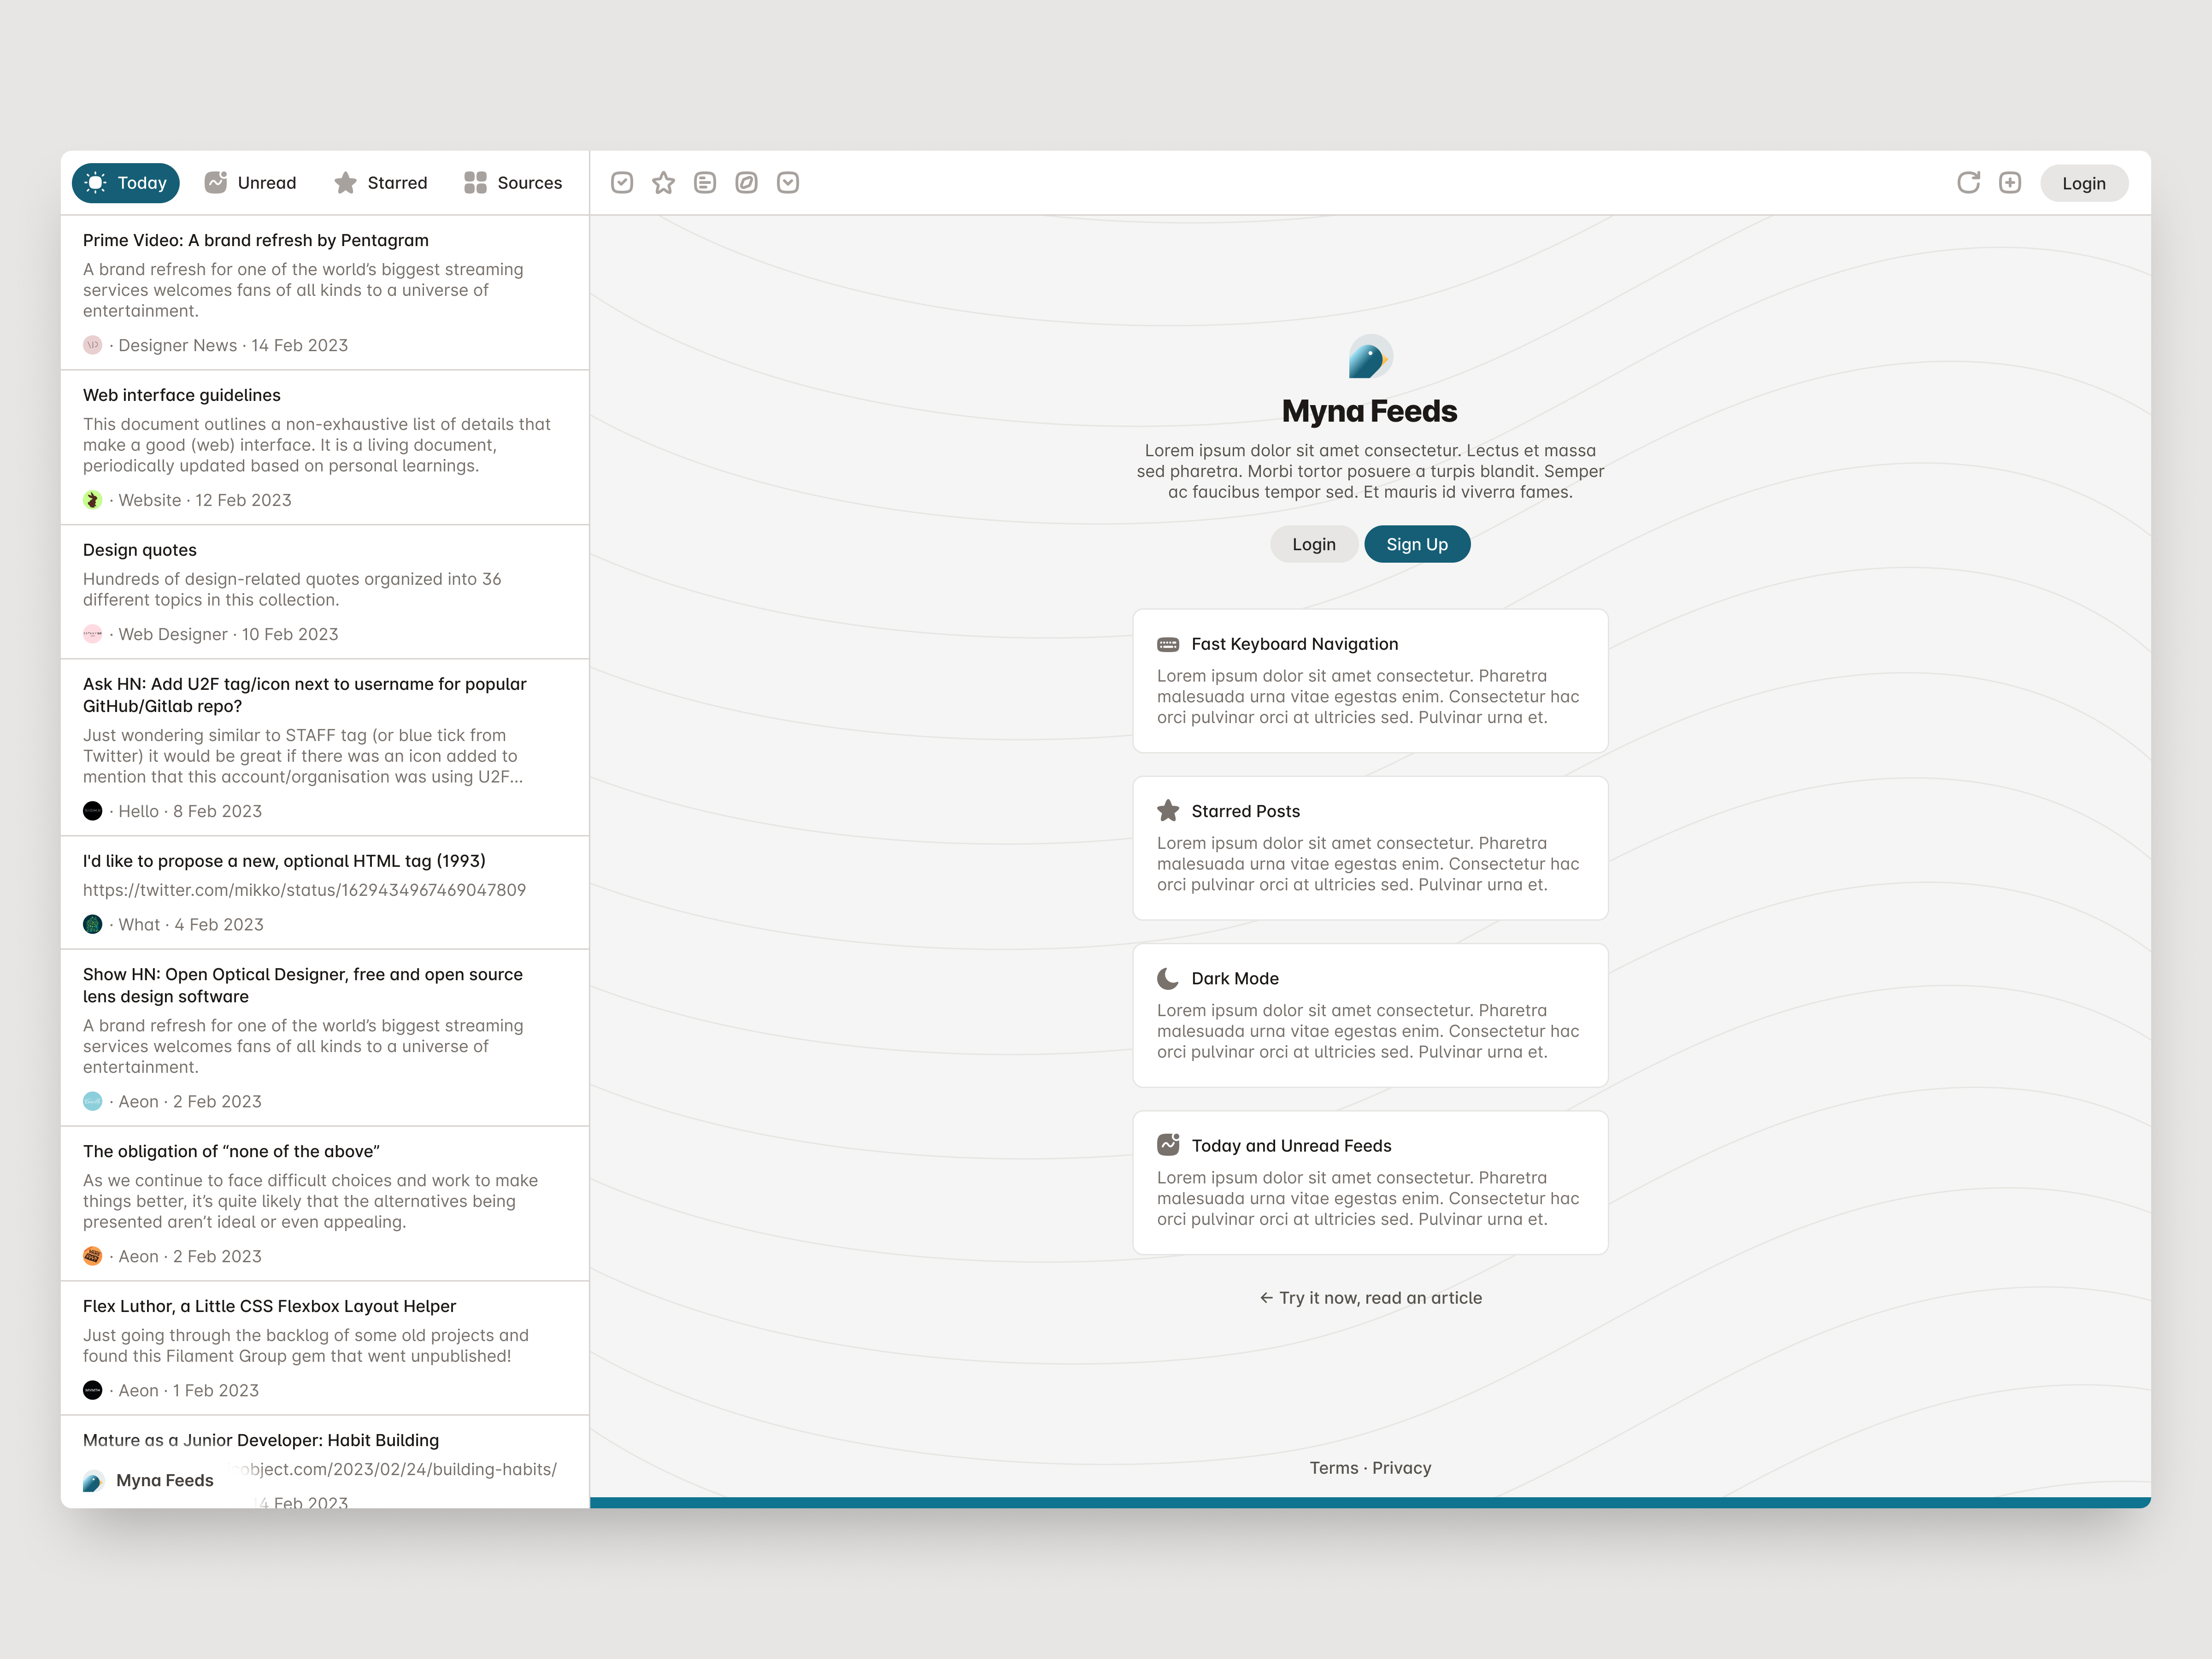 Today
Unread
Starred
Sources
Login
Prime Video: A brand refresh by Pentagram
A brand refresh for one of the world’s biggest streaming
services welcomes fans of all kinds to a universe of
entertainment.
· Designer News · 14 Feb 2023
Web interface guidelines
This document outlines a non-exhaustive list of details that
make a good (web) interface. It is a living document,
periodically updated based on personal learnings.
· Website · 12 Feb 2023
Design quotes
Hundreds of design-related quotes organized into 36
different topics in this collection.
· Web Designer · 10 Feb 2023
Ask HN: Add U2F tag/icon next to username for popular
GitHub/Gitlab repo?
Just wondering similar to STAFF tag (or blue tick from
Twitter) it would be great if there was an icon added to
mention that this account/organisation was using U2F...
· Hello · 8 Feb 2023
I'd like to propose a new, optional HTML tag (1993)
https://twitter.com/mikko/status/1629434967469047809
· What · 4 Feb 2023
Show HN: Open Optical Designer, free and open source
lens design software
A brand refresh for one of the world’s biggest streaming
services welcomes fans of all kinds to a universe of
entertainment.
· Aeon · 2 Feb 2023
The obligation of “none of the above”
As we continue to face difficult choices and work to make
things better, it’s quite likely that the alternatives being
presented aren’t ideal or even appealing.
· Aeon · 2 Feb 2023
Flex Luthor, a Little CSS Flexbox Layout Helper
Just going through the backlog of some old projects and
found this Filament Group gem that went unpublished!
· Aeon · 1 Feb 2023
Mature as a Junior Developer: Habit Building
object.com/2023/02/24/building-habits/
Myna Feeds
4 Feb 2023
Myna Feeds
Lorem ipsum dolor sit amet consectetur. Lectus et massa
sed pharetra. Morbi tortor posuere a turpis blandit. Semper
ac faucibus tempor sed. Et mauris id viverra fames.
Login
Sign Up
Fast Keyboard Navigation
Lorem ipsum dolor sit amet consectetur. Pharetra
malesuada urna vitae egestas enim. Consectetur hac
orci pulvinar orci at ultricies sed. Pulvinar urna et.
Starred Posts
Lorem ipsum dolor sit amet consectetur. Pharetra
malesuada urna vitae egestas enim. Consectetur hac
orci pulvinar orci at ultricies sed. Pulvinar urna et.
Dark Mode
Lorem ipsum dolor sit amet consectetur. Pharetra
malesuada urna vitae egestas enim. Consectetur hac
orci pulvinar orci at ultricies sed. Pulvinar urna et.
Today and Unread Feeds
Lorem ipsum dolor sit amet consectetur. Pharetra
malesuada urna vitae egestas enim. Consectetur hac
orci pulvinar orci at ultricies sed. Pulvinar urna et.
← Try it now, read an article
Terms · Privacy